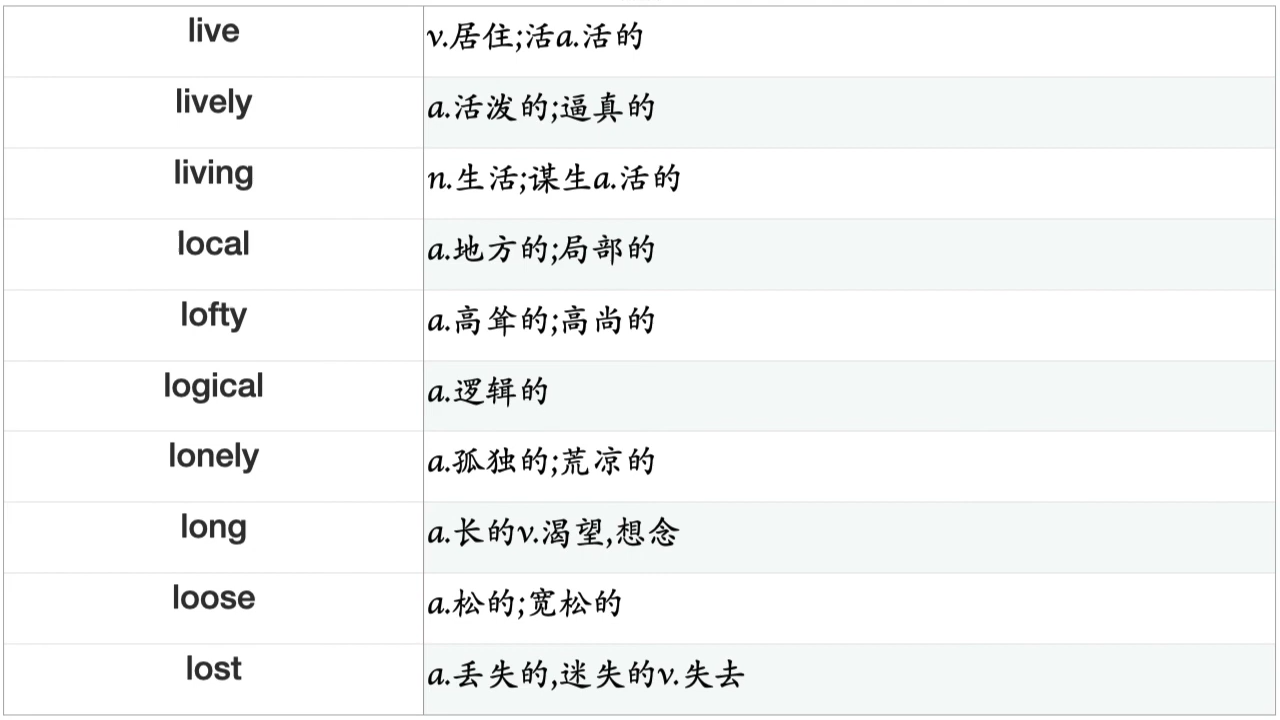 live v.居住;活a.活的
lively a.活泼的;逼真的
living n.生活;谋生a.活的
local a.地方的;局部的
lofty a.高耸的;高尚的
logical a.逻辑的
lonely a.孤独的;荒凉的
long a.长的v.渴望,想念
loose a.松的;宽松的
lost a.丢失的,迷失的v.失去